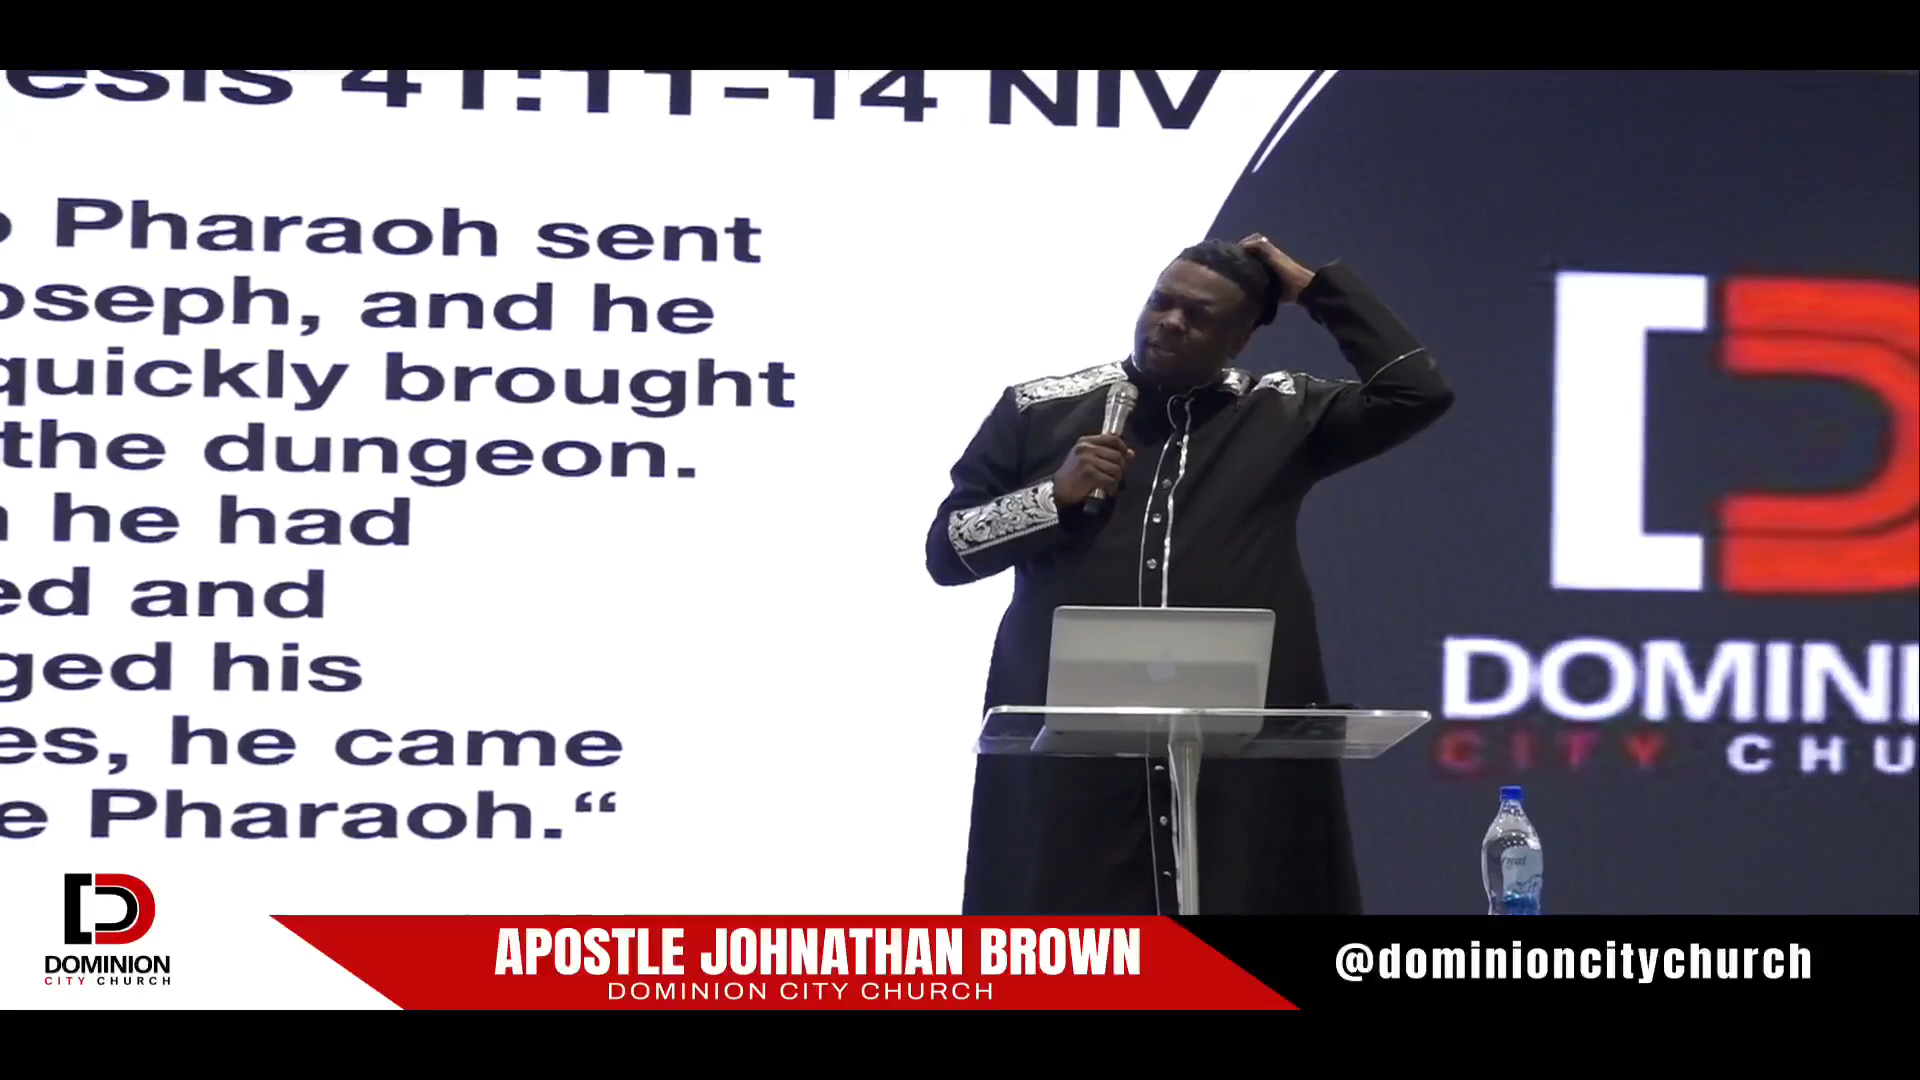 esis 41:11-14 NIV
Pharaoh sent
oseph, and he
quickly brought
the dungeon.
he had
ed and
ged his
es, he came
e Pharaoh.“
DOMINI
CITY CHU
DOMINION
CITY CHURCH
APOSTLE JOHNATHAN BROWN
DOMINION CITY CHURCH
@dominioncitychurch